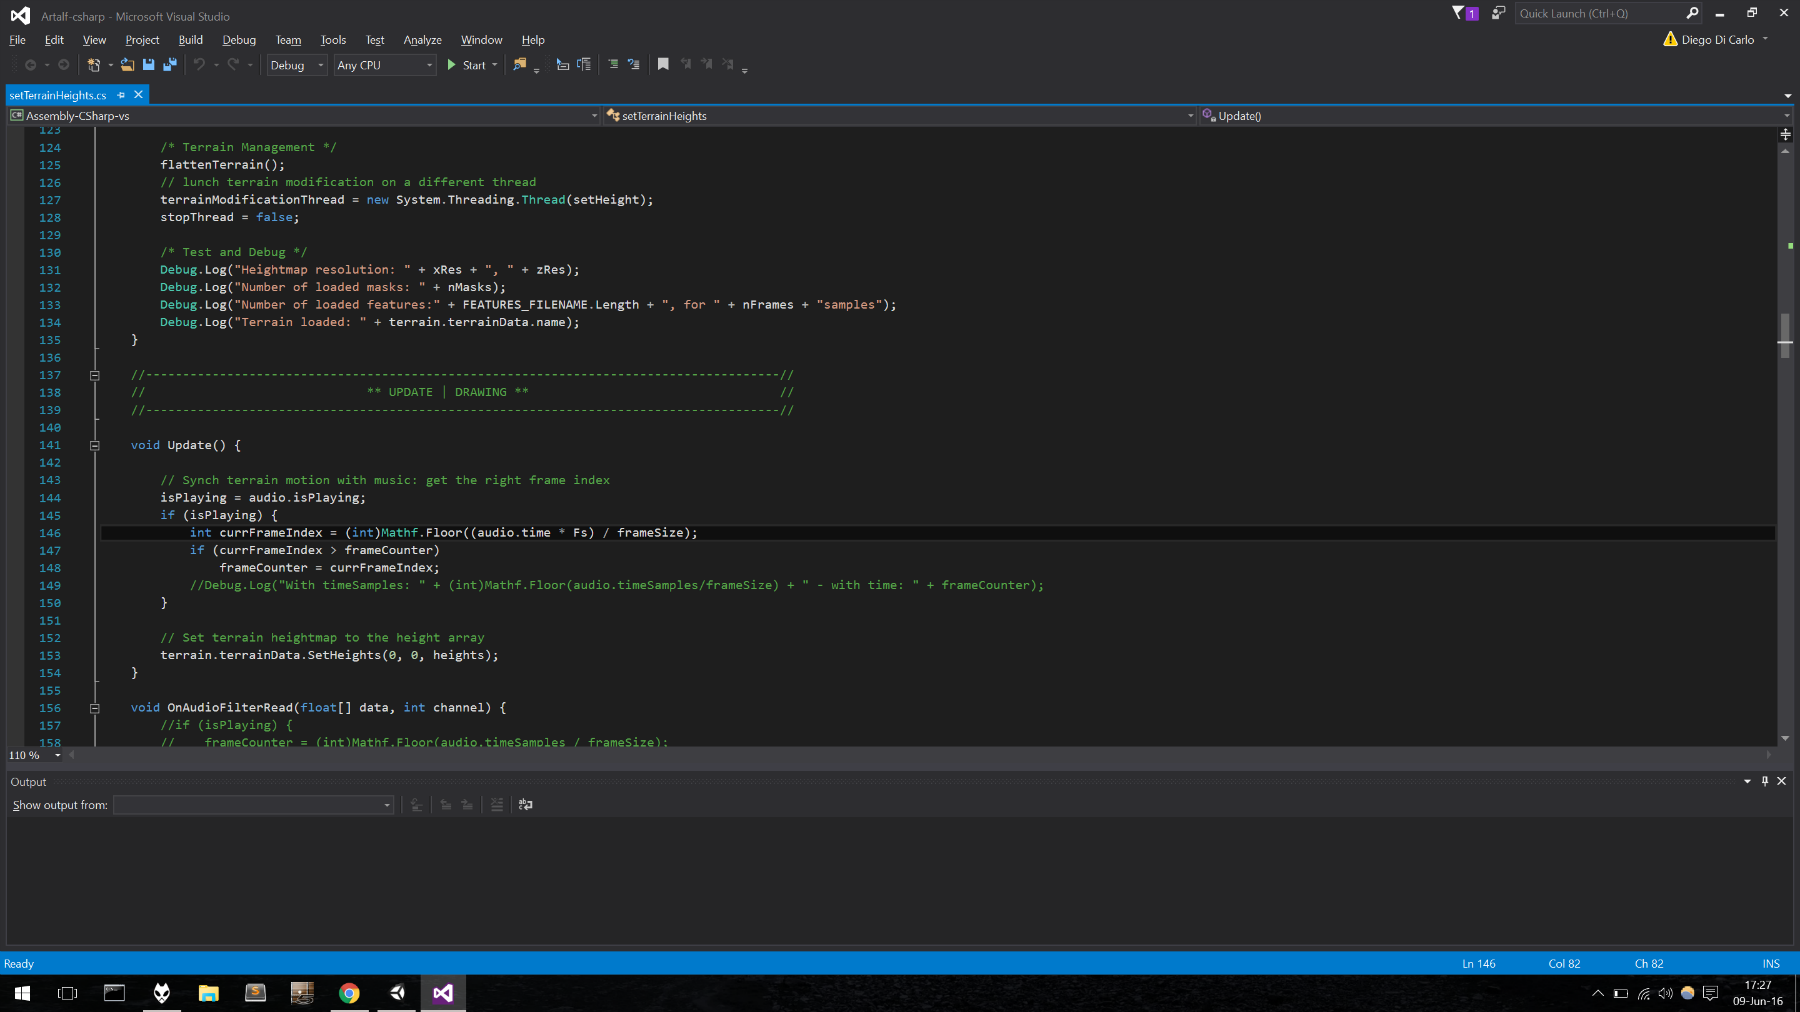 Artalf-csharp - Microsoft Visual Studio
1
Quick Launch (Ctrl+Q)
File Edit View Project Build Debug Team Tools Test Analyze Window Help
Diego Di Carlo
Debug Any CPU Start
setTerrainHeights.cs
Assembly-CSharp-vs setTerrainHeights Update()
123
124 /* Terrain Management */
125 flattenTerrain();
126 // lunch terrain modification on a different thread
127 terrainModificationThread = new System.Threading.Thread(setHeight);
128 stopThread = false;
129
130 /* Test and Debug */
131 Debug.Log("Heightmap resolution: " + xRes + ", " + zRes);
132 Debug.Log("Number of loaded masks: " + nMasks);
133 Debug.Log("Number of loaded features:" + FEATURES_FILENAME.Length + ", for " + nFrames + "samples");
134 Debug.Log("Terrain loaded: " + terrain.terrainData.name);
135 }
136
137 //--------------------------------------------------------------------------------------//
138 // ** UPDATE | DRAWING ** //
139 //--------------------------------------------------------------------------------------//
140
141 void Update() {
142
143 // Synch terrain motion with music: get the right frame index
144 isPlaying = audio.isPlaying;
145 if (isPlaying) {
146 int currFrameIndex = (int)Mathf.Floor((audio.time * Fs) / frameSize);
147 if (currFrameIndex > frameCounter)
148 frameCounter = currFrameIndex;
149 //Debug.Log("With timeSamples: " + (int)Mathf.Floor(audio.timeSamples/frameSize) + " - with time: " + frameCounter);
150 }
151
152 // Set terrain heightmap to the height array
153 terrain.terrainData.SetHeights(0, 0, heights);
154 }
155
156 void OnAudioFilterRead(float[] data, int channel) {
157 //if (isPlaying) {
158 // frameCounter = (int)Mathf.Floor(audio.timeSamples / frameSize);
110 %
Output
Show output from:
Ready Ln 146 Col 82 Ch 82 INS
17:27
09-Jun-16